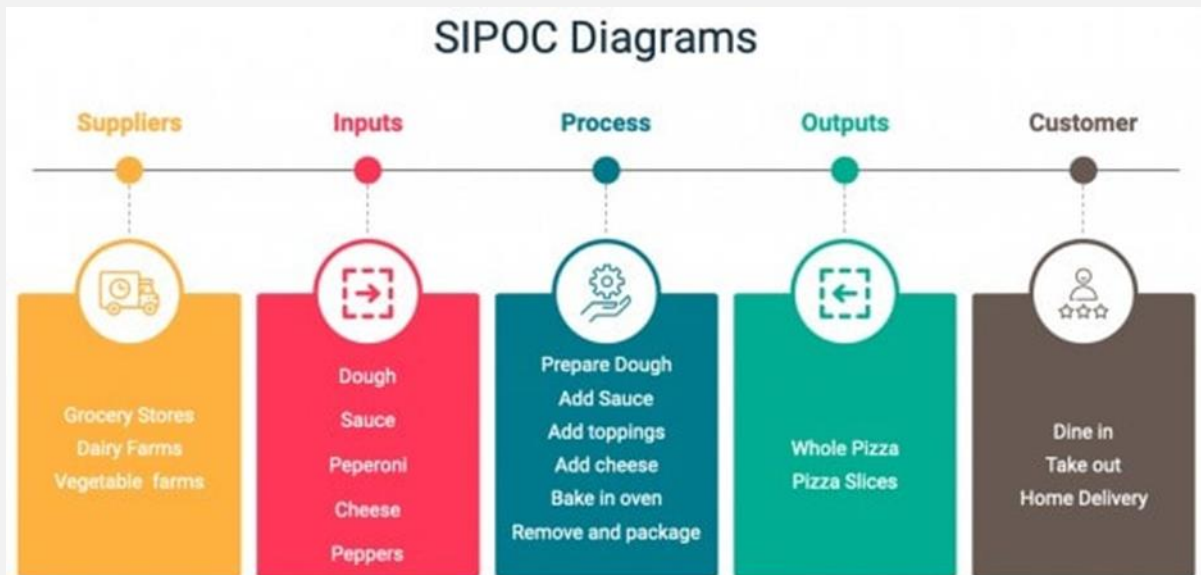 SIPOC Diagrams
Suppliers
Inputs
Process
Outputs
Customer
Grocery Stores
Dairy Farms
Vegetable farms
Dough
Sauce
Peperoni
Cheese
Peppers
Prepare Dough
Add Sauce
Add toppings
Add cheese
Bake in oven
Remove and package
Whole Pizza
Pizza Slices
Dine in
Take out
Home Delivery